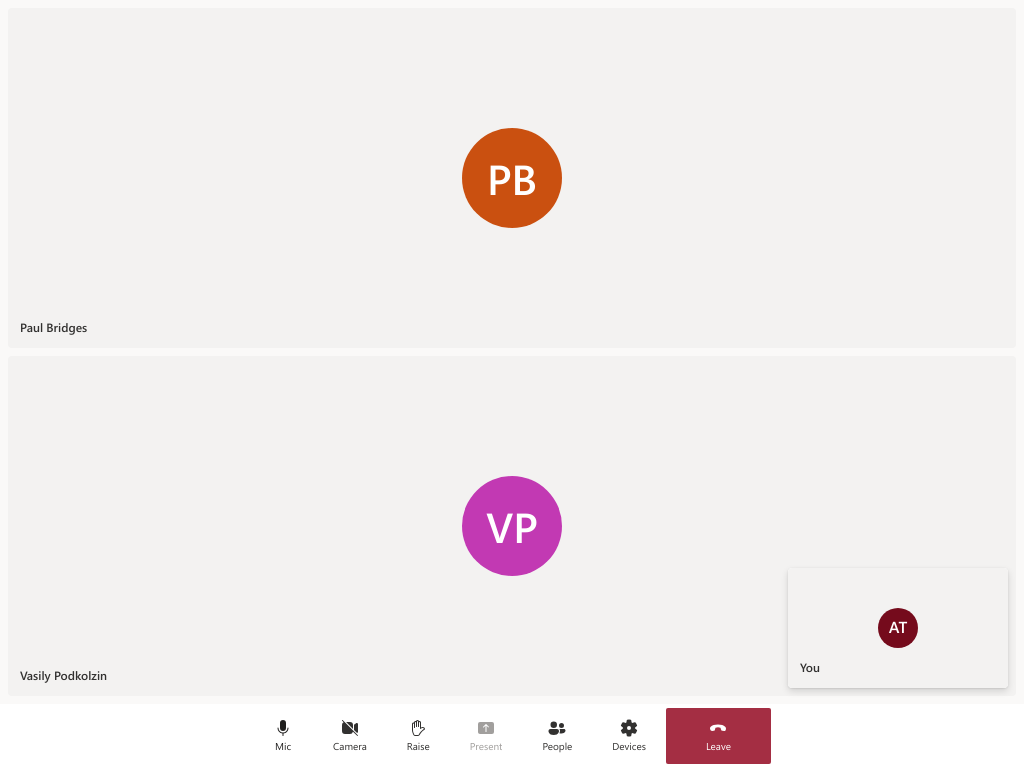 PB
Paul Bridges
VP
Vasily Podkolzin
AT
You
Mic
Camera
Raise
Present
People
Devices
Leave